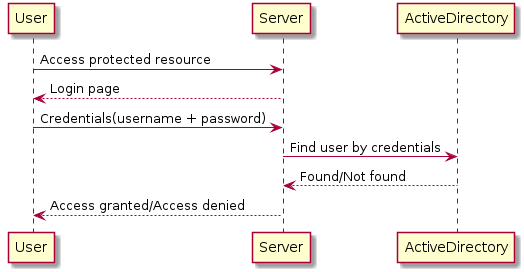 User
Server
ActiveDirectory
Access protected resource
Login page
Credentials(username + password)
Find user by credentials
Found/Not found
Access granted/Access denied
User
Server
ActiveDirectory